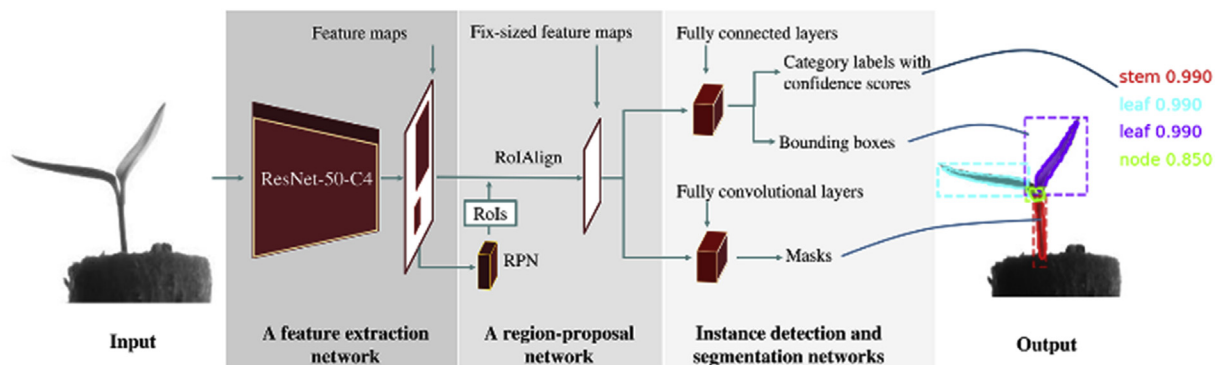 Feature maps
Fix-sized feature maps
Fully connected layers
Category labels with
confidence scores
stem 0.990
leaf 0.990
leaf 0.990
node 0.850
Bounding boxes
RoIAlign
ResNet-50-C4
Fully convolutional layers
RoIs
RPN
Masks
Input
A feature extraction
network
A region-proposal
network
Instance detection and
segmentation networks
Output